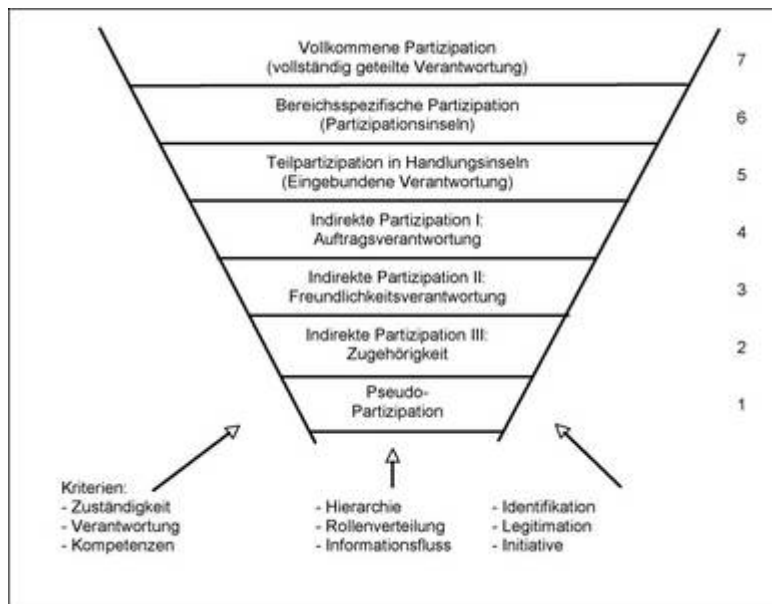 Vollkommene Partizipation
(vollständig geteilte Verantwortung)
7
Bereichsspezifische Partizipation
(Partizipationsinseln)
6
Teilpartizipation in Handlungsinseln
(Eingebundene Verantwortung)
5
Indirekte Partizipation I:
Auftragsverantwortung
4
Indirekte Partizipation II:
Freundlichkeitsverantwortung
3
Indirekte Partizipation III:
Zugehörigkeit
2
Pseudo-
Partizipation
1
Kriterien:
- Zuständigkeit
- Verantwortung
- Kompetenzen
- Hierarchie
- Rollenverteilung
- Informationsfluss
- Identifikation
- Legitimation
- Initiative